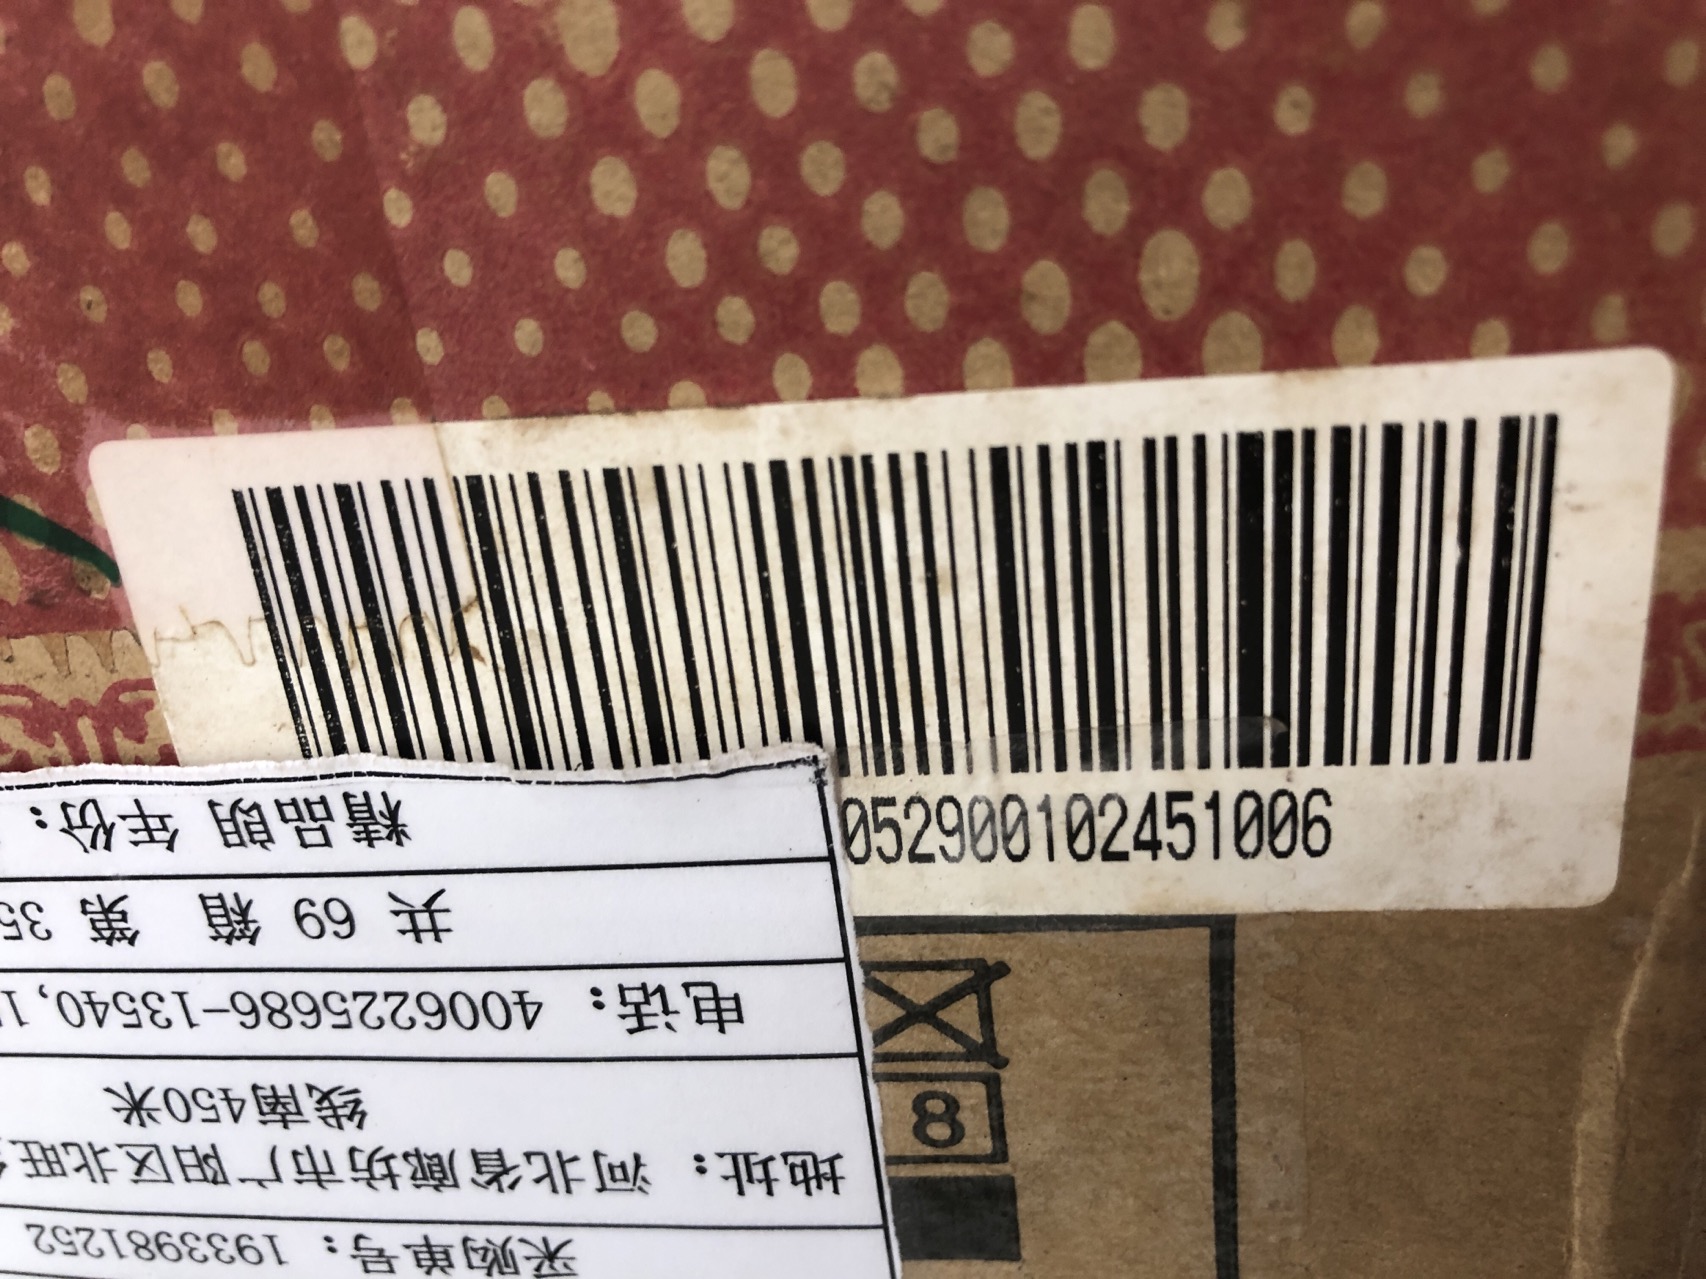 052900102451006
8
采购单号: 1933981252
地址: 河北省廊坊市广阳区北旺
线南450米
电话: 4006225686-13540,1
共 69 箱 第 35
精品朗 年份: